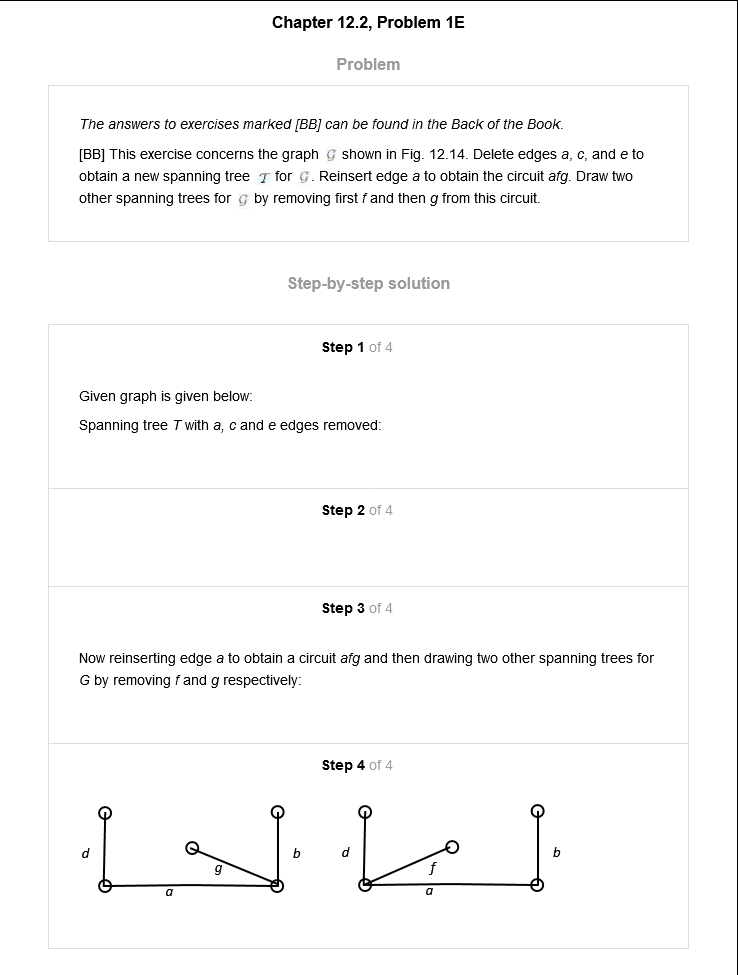 Chapter 12.2, Problem 1E
Problem
The answers to exercises marked [BB] can be found in the Back of the Book.
[BB] This exercise concerns the graph G shown in Fig. 12.14. Delete edges a, c, and e to
obtain a new spanning tree T for G. Reinsert edge a to obtain the circuit afg. Draw two
other spanning trees for G by removing first f and then g from this circuit.
Step-by-step solution
Step 1 of 4
Given graph is given below:
Spanning tree T with a, c and e edges removed:
Step 2 of 4
Step 3 of 4
Now reinserting edge a to obtain a circuit afg and then drawing two other spanning trees for
G by removing f and g respectively:
Step 4 of 4
d g b d f b
a a